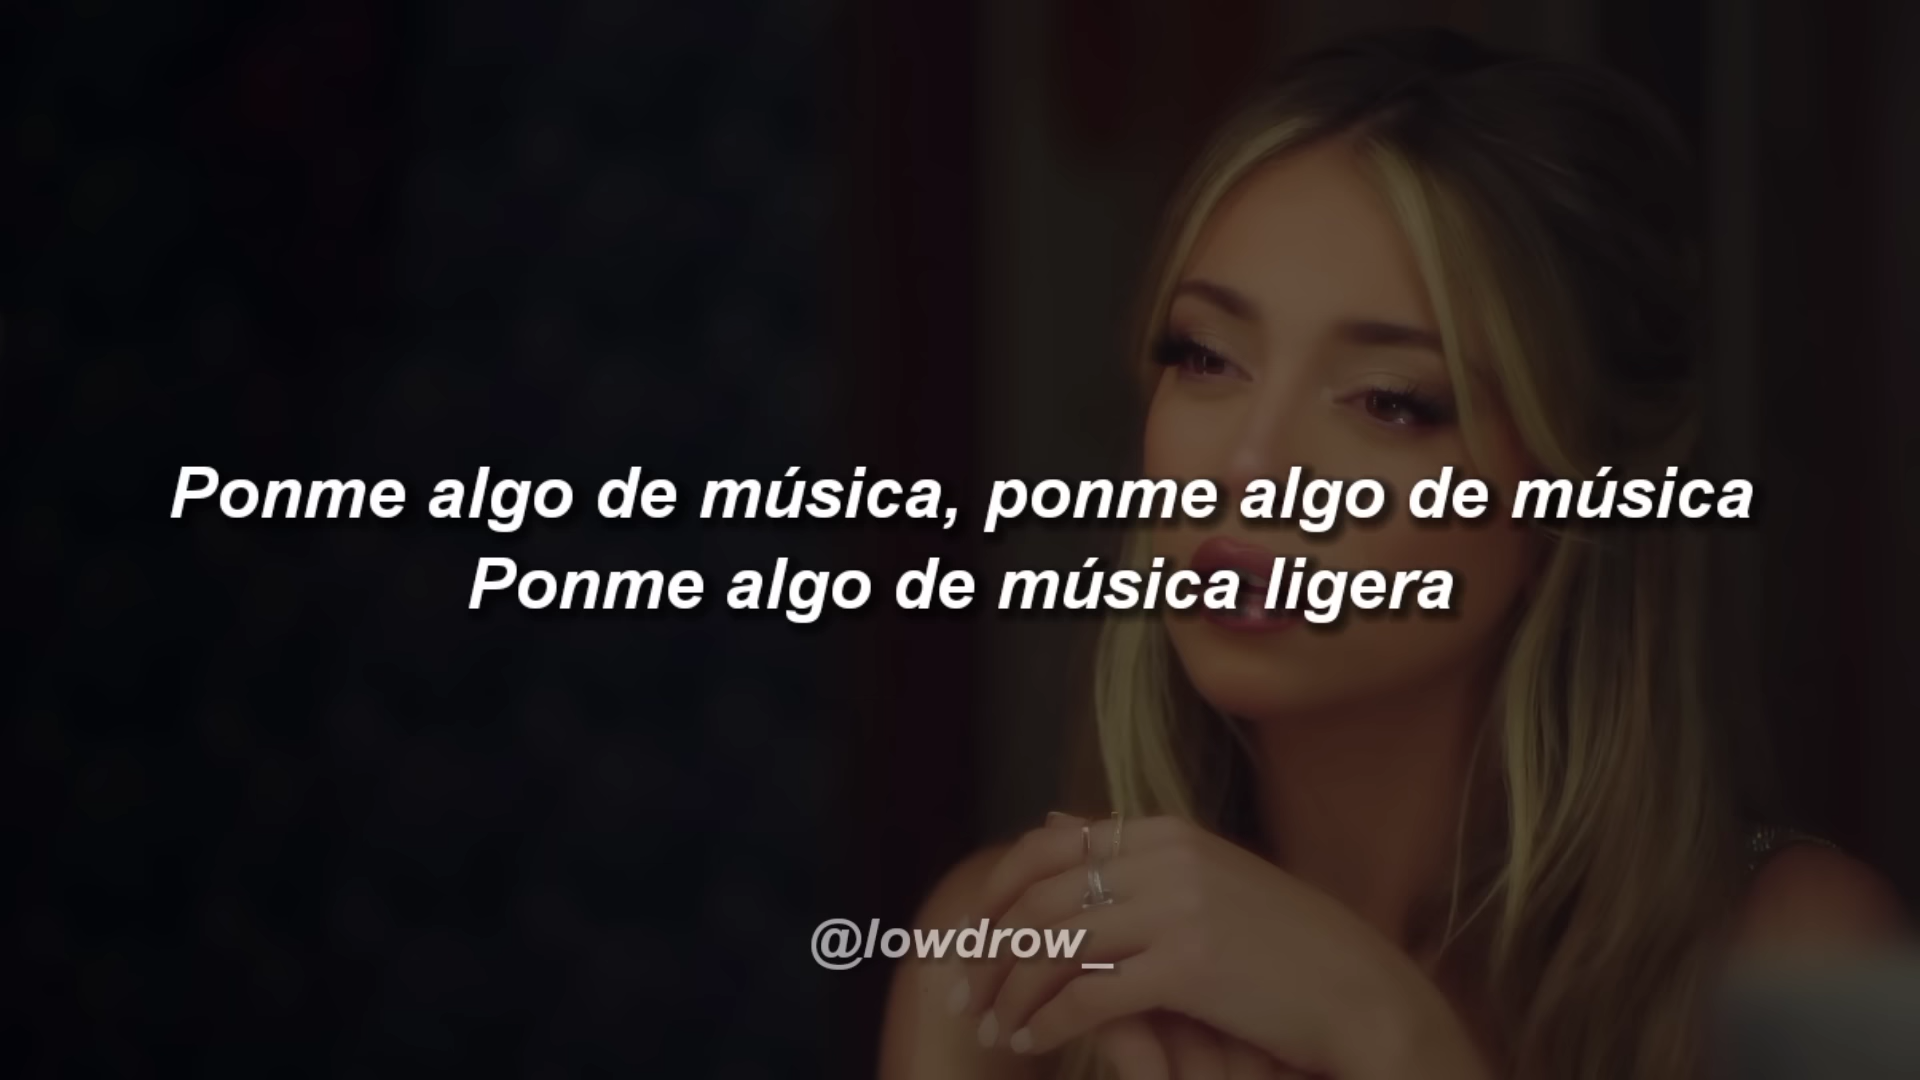 Ponme algo de música, ponme algo de música
Ponme algo de música ligera
@lowdrow_